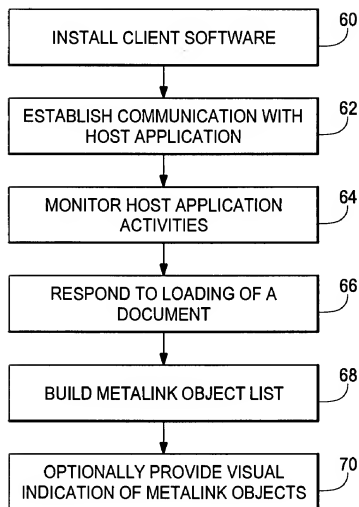 INSTALL CLIENT SOFTWARE
60
ESTABLISH COMMUNICATION WITH
HOST APPLICATION
62
MONITOR HOST APPLICATION
ACTIVITIES
64
RESPOND TO LOADING OF A
DOCUMENT
66
BUILD METALINK OBJECT LIST
68
OPTIONALLY PROVIDE VISUAL
INDICATION OF METALINK OBJECTS
70